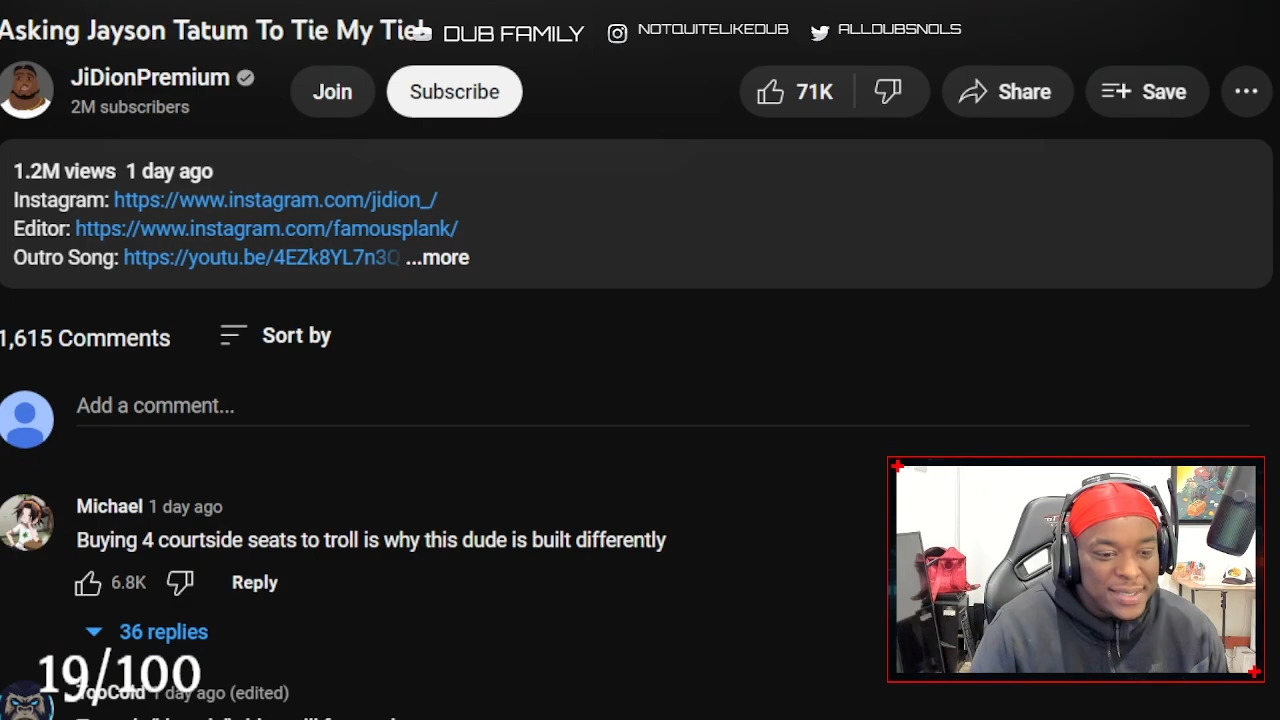 Asking Jayson Tatum To Tie My Tie!
DUB FAMILY
NOTQUITELIKEDUB
ALLDUBSNOLS
JiDionPremium
2M subscribers
Join
Subscribe
71K
Share
Save
1.2M views 1 day ago
Instagram: https://www.instagram.com/jidion_/
Editor: https://www.instagram.com/famousplank/
Outro Song: https://youtu.be/4EZk8YL7n3Q ...more
1,615 Comments
Sort by
Add a comment...
Michael 1 day ago
Buying 4 courtside seats to troll is why this dude is built differently
6.8K
Reply
36 replies
19/100
TooCold 1 day ago (edited)